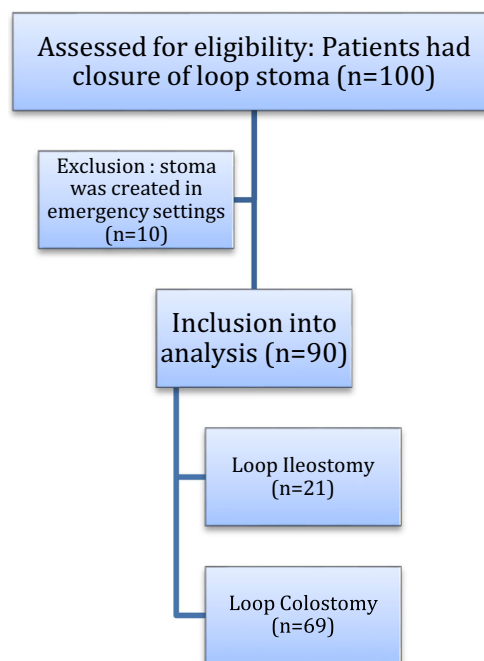 Assessed for eligibility: Patients had
closure of loop stoma (n=100)
Exclusion : stoma
was created in
emergency settings
(n=10)
Inclusion into
analysis (n=90)
Loop Ileostomy
(n=21)
Loop Colostomy
(n=69)